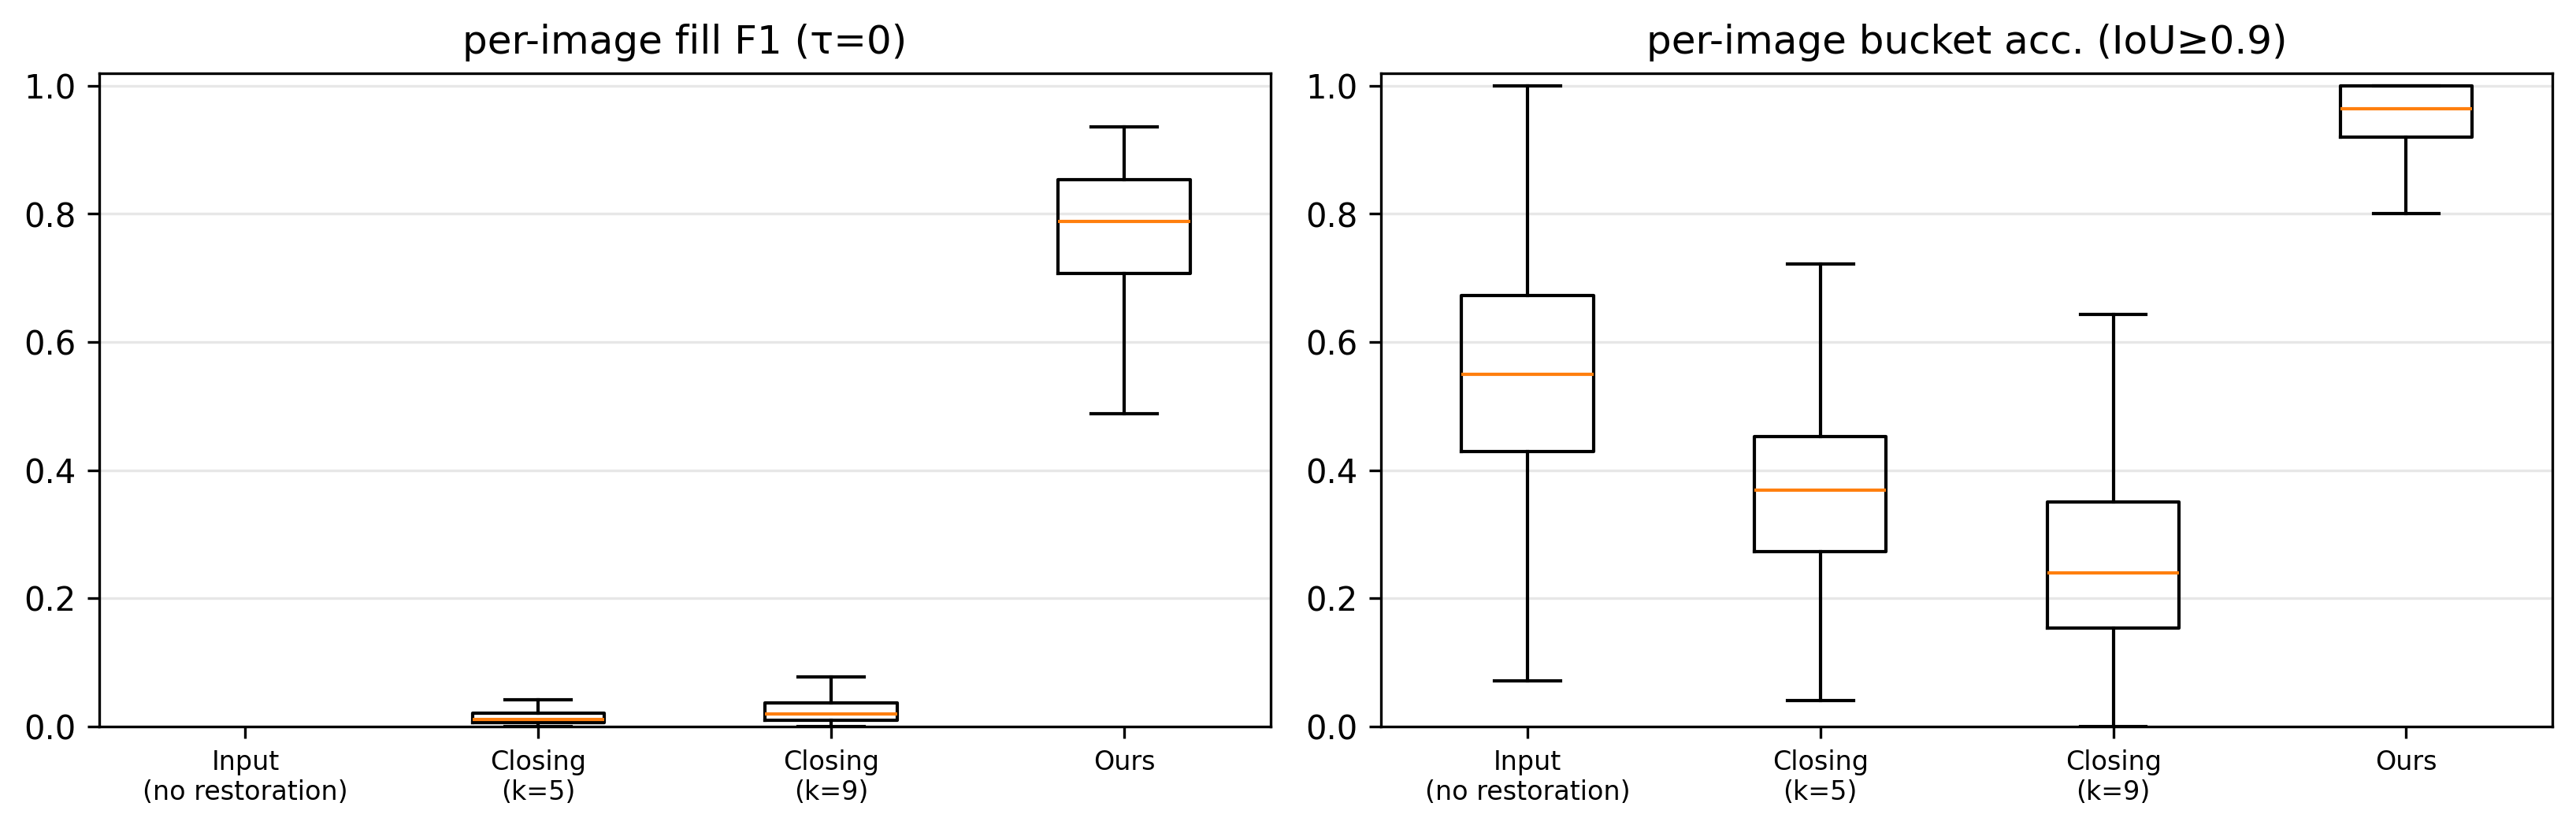 per-image fill F1 (τ=0)
1.0
0.8
0.6
0.4
0.2
0.0
Input
(no restoration)
Closing
(k=5)
Closing
(k=9)
Ours
per-image bucket acc. (IoU≥0.9)
1.0
0.8
0.6
0.4
0.2
0.0
Input
(no restoration)
Closing
(k=5)
Closing
(k=9)
Ours